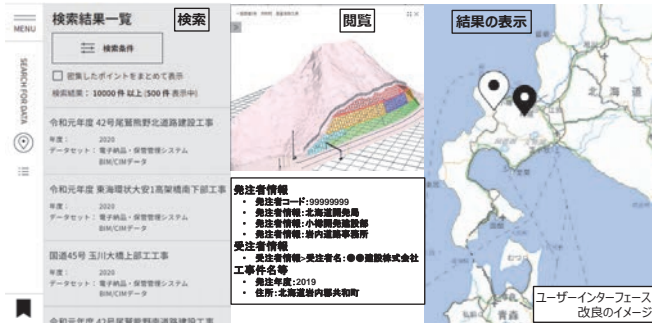 MENU
SEARCH FOR DATA
検索結果一覧
検索
検索条件
密集したポイントをまとめて表示
検索結果： 10000 件 以上 (500 件 表示中)
令和元年度 42号尾鷲熊野北道路建設工事
年度： 2020
データセット： 電子納品・保管管理システム
BIM/CIMデータ
令和元年度 東海環状大安1高架橋南下部工事
年度： 2020
データセット： 電子納品・保管管理システム
BIM/CIMデータ
国道45号 玉川大橋上部工工事
年度： 2020
データセット： 電子納品・保管管理システム
BIM/CIMデータ
閲覧
発注者情報
・ 発注者コード:99999999
・ 発注者情報:北海道開発局
・ 発注者情報:小樽開発建設部
・ 発注者情報:岩内道路事務所
受注者情報
・ 受注者情報>受注者名:●●建設株式会社
工事件名等
・ 発注年度:2019
・ 住所:北海道岩内郡共和町
結果の表示
北海道
青森
ユーザーインターフェース
改良のイメージ